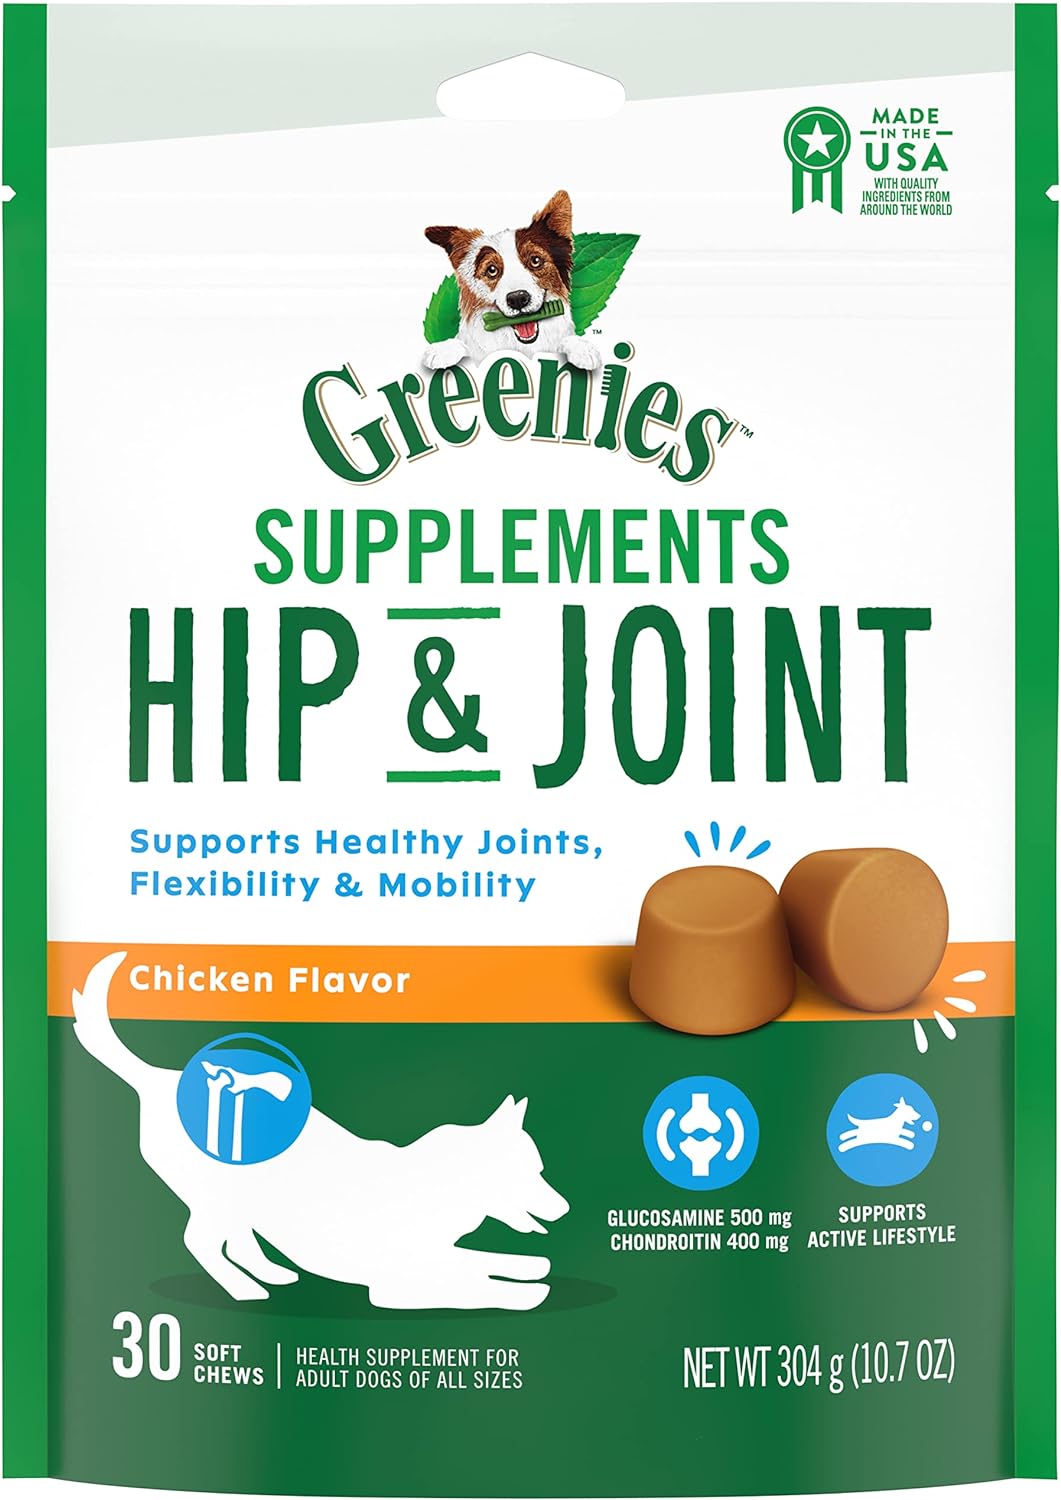 MADE
IN THE
USA
WITH QUALITY
INGREDIENTS FROM
AROUND THE WORLD
Greenies™
SUPPLEMENTS
HIP & JOINT
Supports Healthy Joints,
Flexibility & Mobility
Chicken Flavor
GLUCOSAMINE 500 mg
CHONDROITIN 400 mg
SUPPORTS
ACTIVE LIFESTYLE
30 SOFT
CHEWS
HEALTH SUPPLEMENT FOR
ADULT DOGS OF ALL SIZES
NET WT 304 g (10.7 OZ)